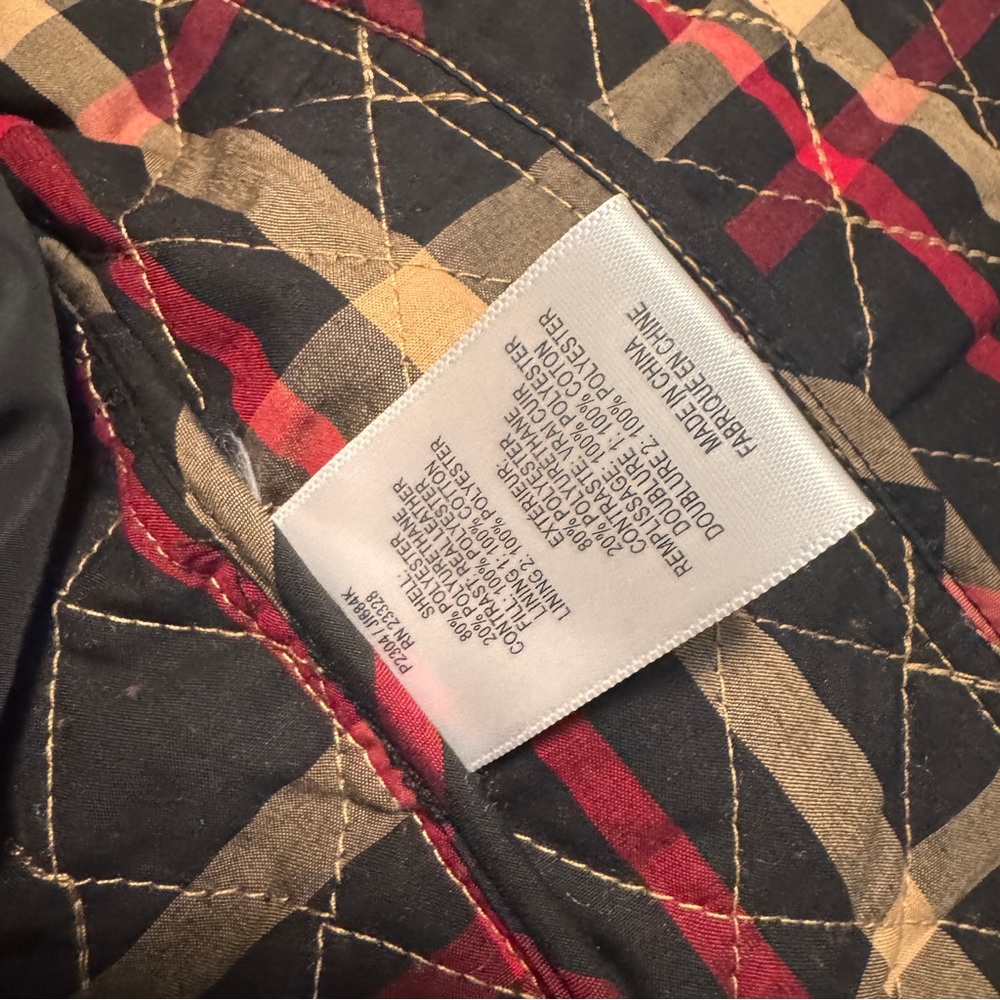 P2304 / JI684K
RN 23328
SHELL:
80% POLYESTER
20% POLYURETHANE
CONTRAST: REAL LEATHER
FILL 100% POLYESTER
LINING 1: 100% COTTON
LINING 2: 100% POLYESTER
EXTERIEUR:
80% POLYESTER
20% POLYURETHANE
CONTRASTE: VRAI CUIR
REMPLISSAGE: 100% POLYESTER
DOUBLURE 1: 100% COTON
DOUBLURE 2: 100% POLYESTER
MADE IN CHINA
FABRIQUE EN CHINE